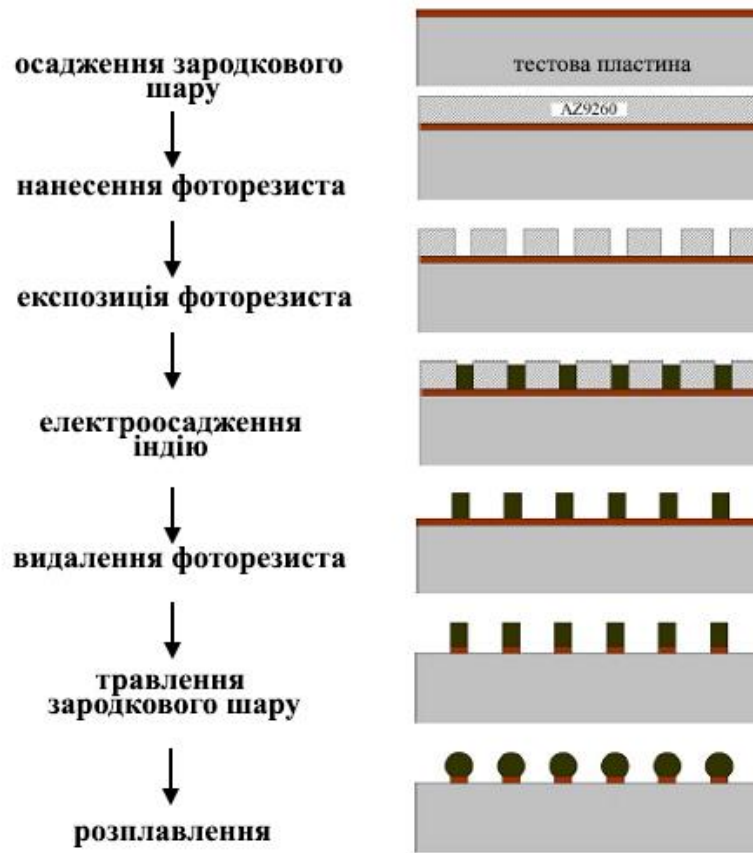 осадження зародкового
шару
тестова пластина
AZ9260
нанесення фоторезиста
експозиція фоторезиста
електроосадження
індію
видалення фоторезиста
травлення
зародкового шару
розплавлення